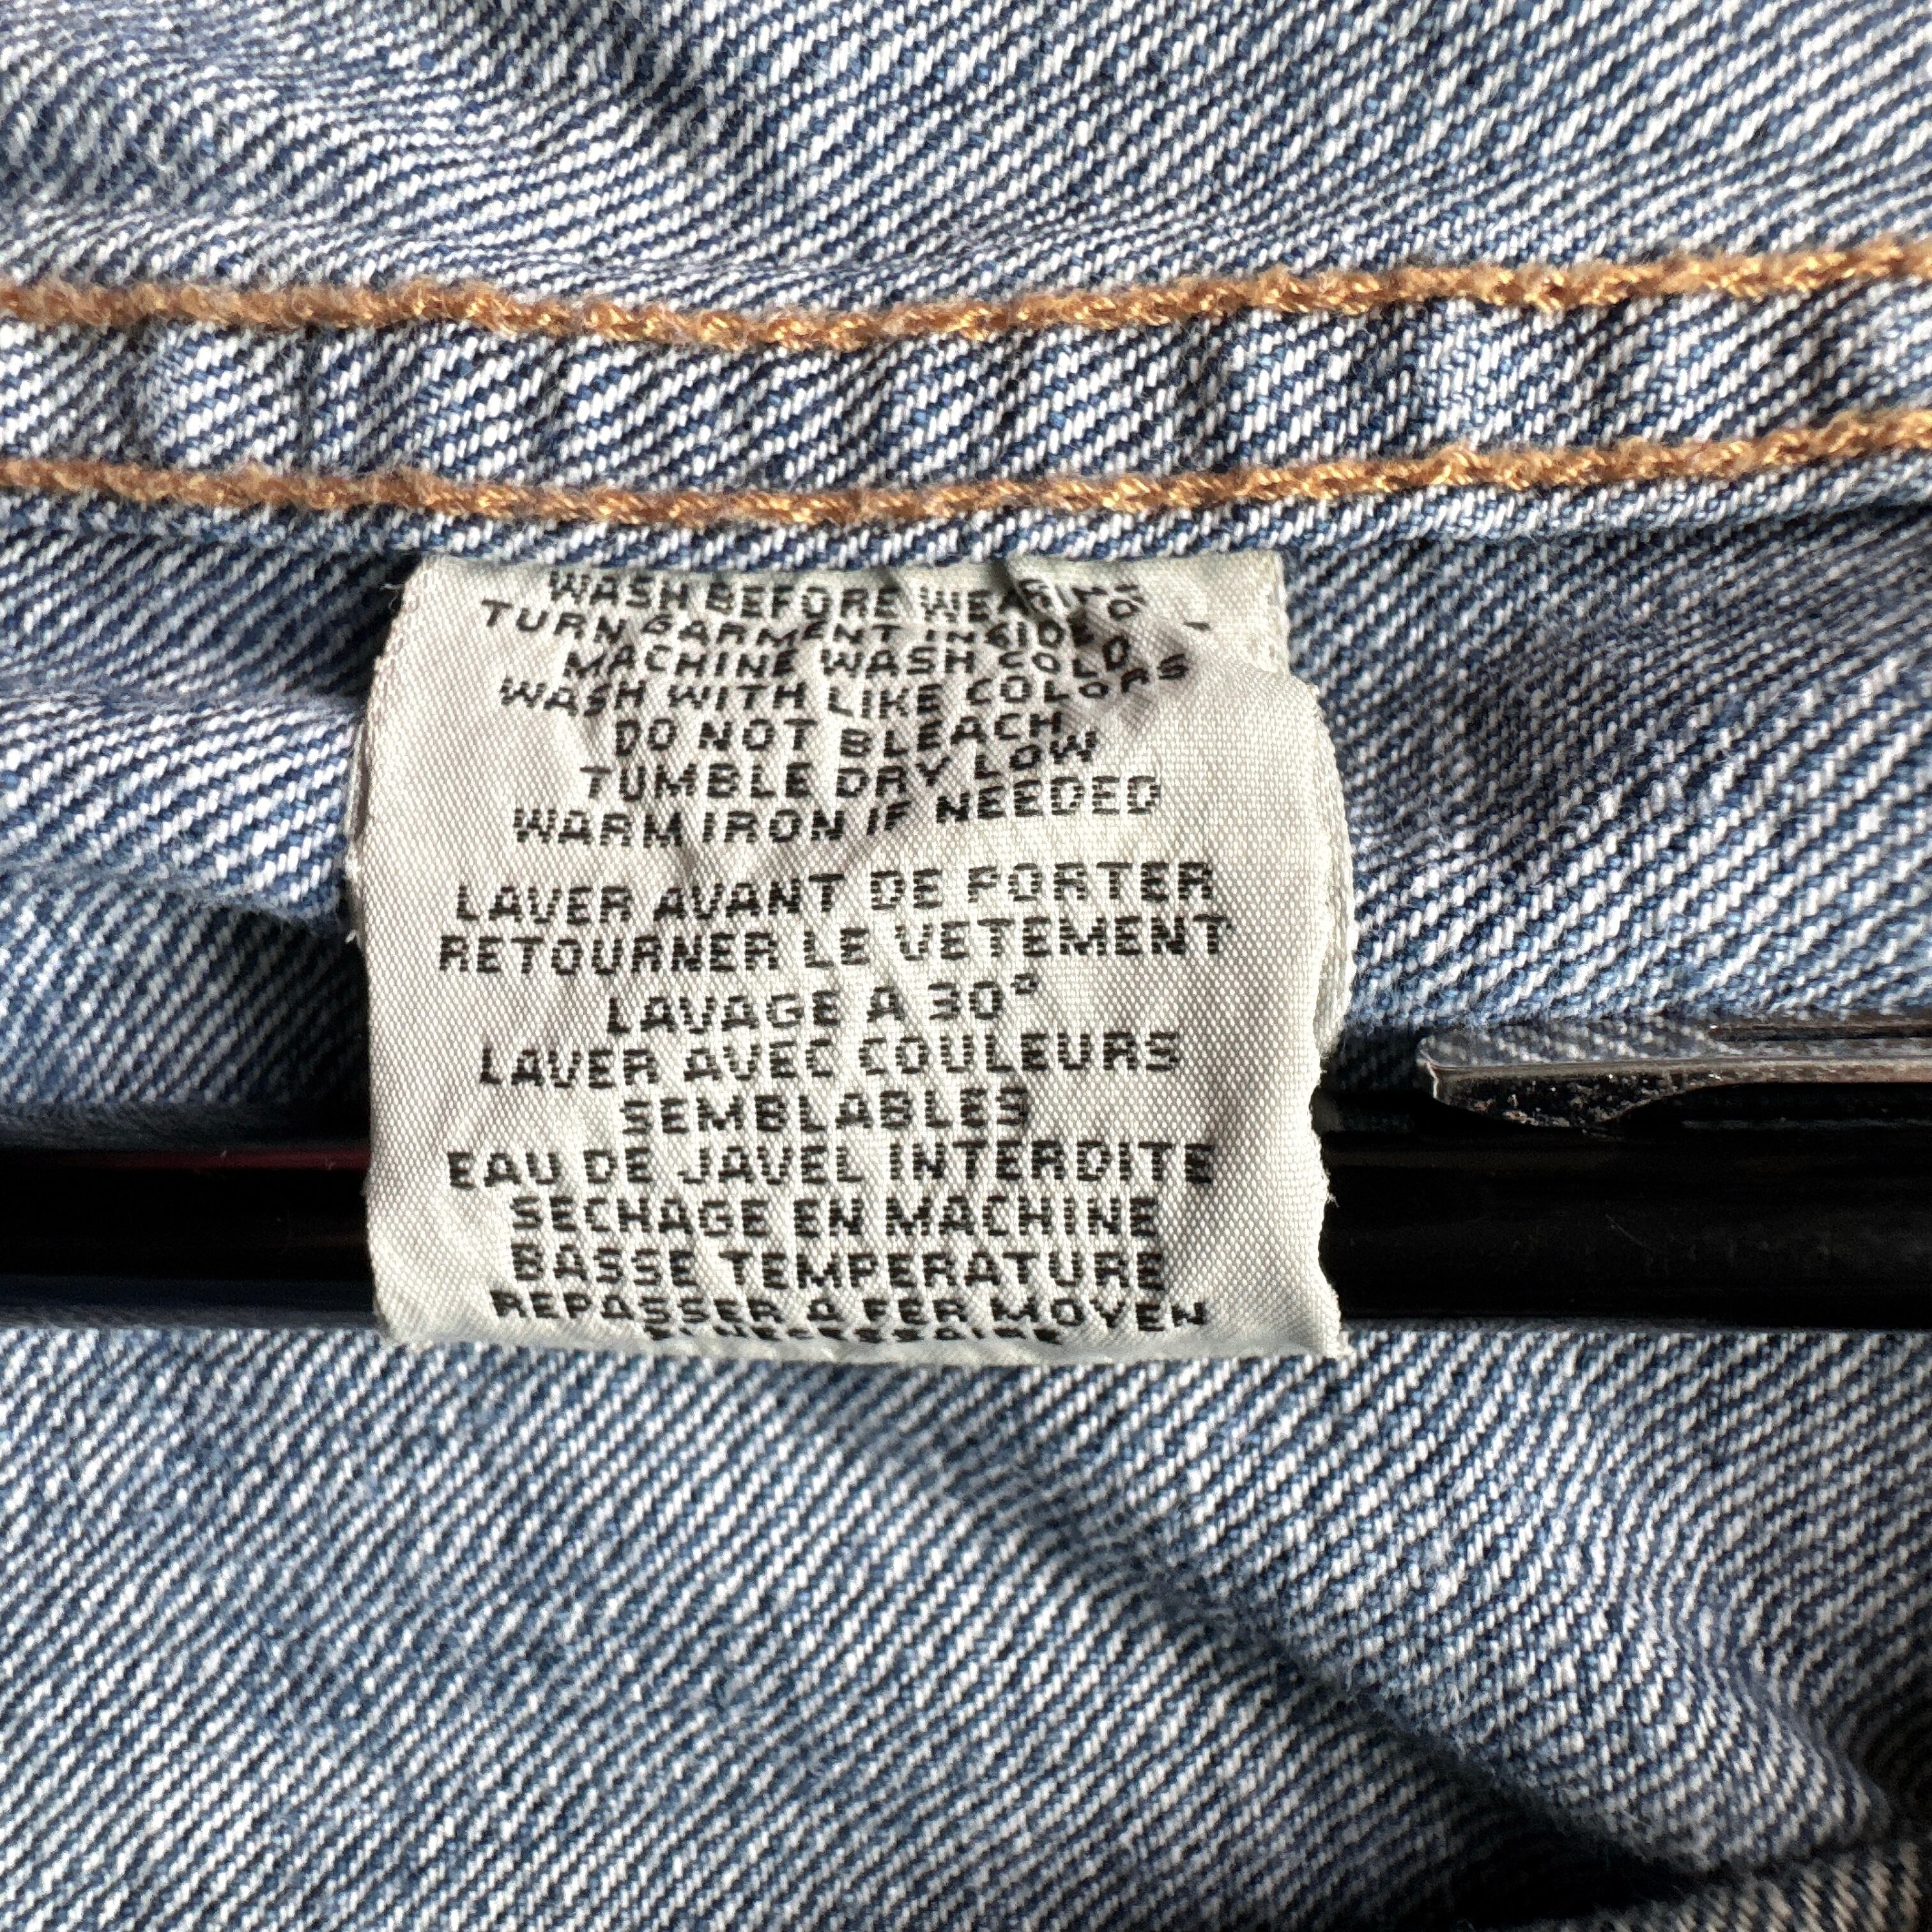 WASH BEFORE WEARING
TURN GARMENT INSIDE O
MACHINE WASH COLD
WASH WITH LIKE COLORS
DO NOT BLEACH
TUMBLE DRY LOW
WARM IRON IF NEEDED
LAVER AVANT DE PORTER
RETOURNER LE VETEMENT
LAVAGE A 30°
LAVER AVEC COULEURS
SEMBLABLES
EAU DE JAVEL INTERDITE
SECHAGE EN MACHINE
BASSE TEMPERATURE
REPASSER A FER MOYEN